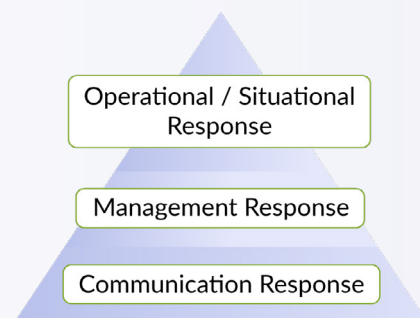 Operational / Situational
Response
Management Response
Communication Response